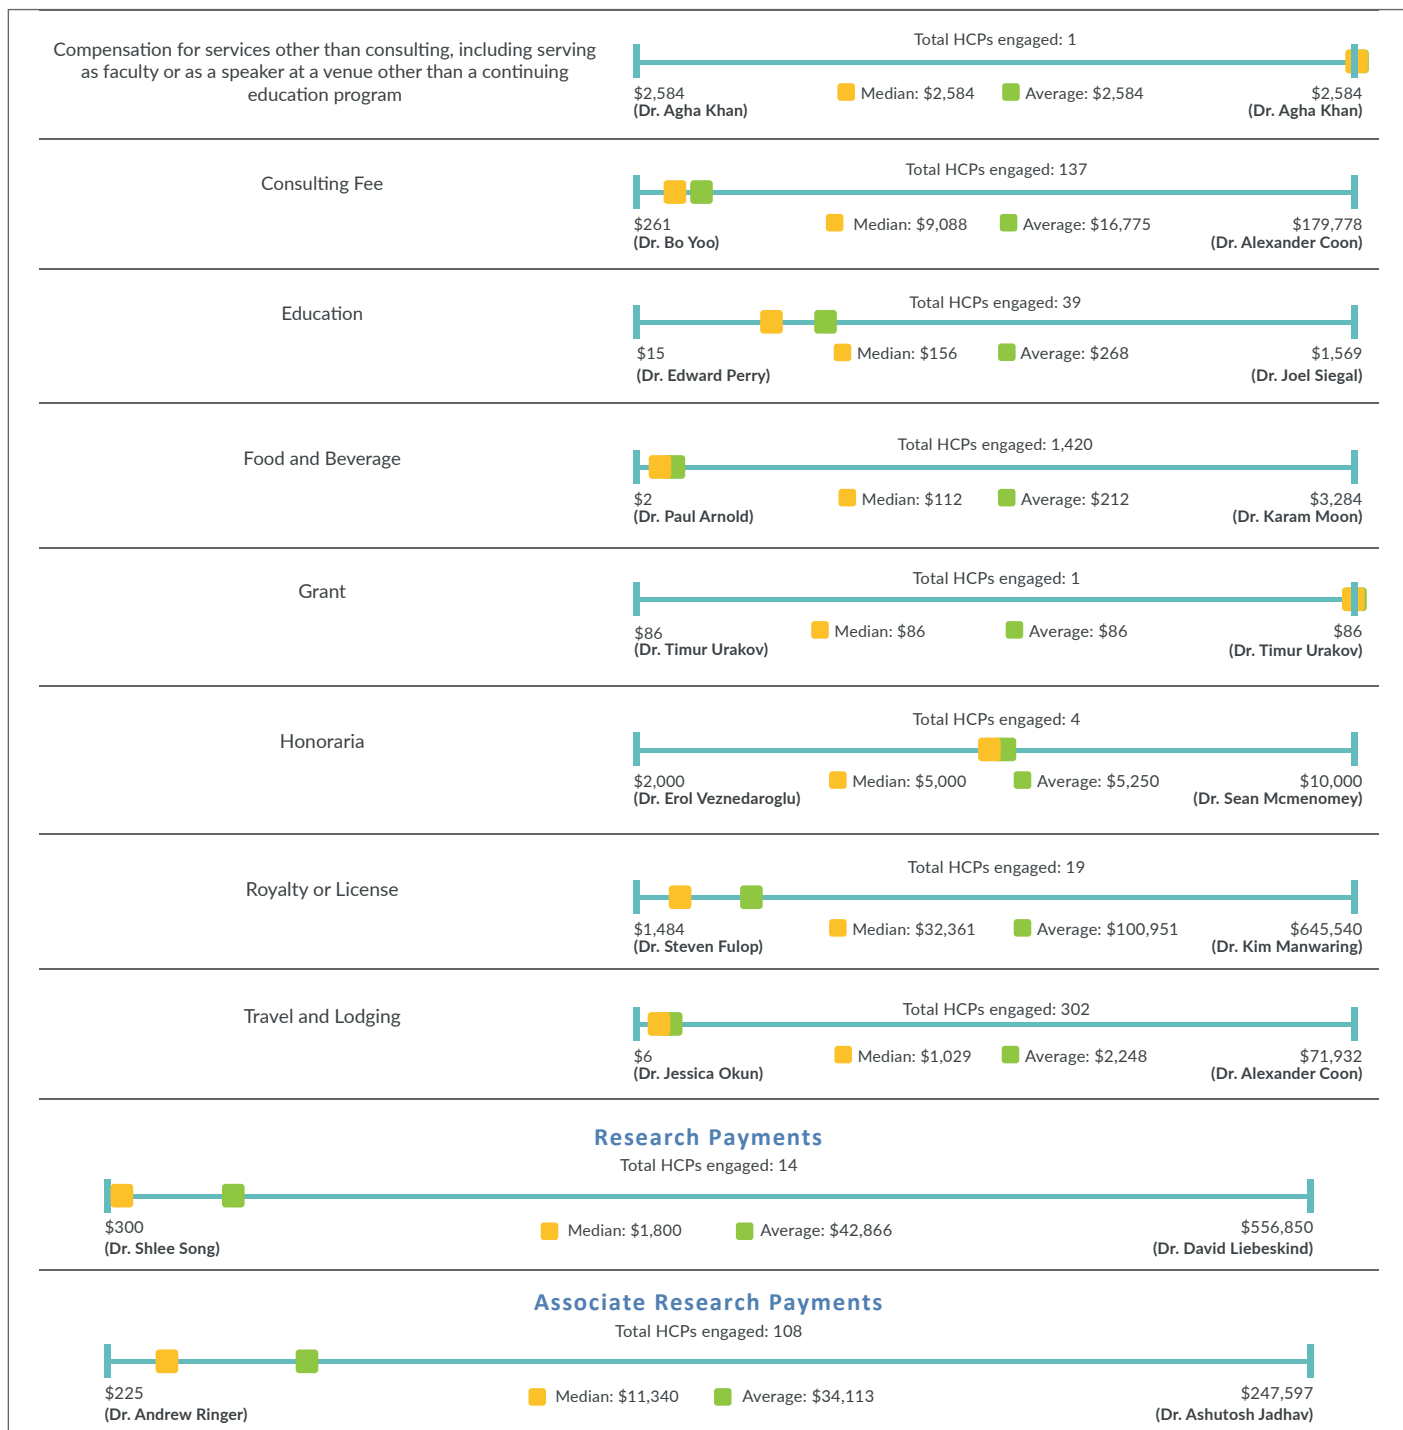 Compensation for services other than consulting, including serving
as faculty or as a speaker at a venue other than a continuing
education program
Total HCPs engaged: 1
$2,584
(Dr. Agha Khan)
Median: $2,584
Average: $2,584
$2,584
(Dr. Agha Khan)
Consulting Fee
Total HCPs engaged: 137
$261
(Dr. Bo Yoo)
Median: $9,088
Average: $16,775
$179,778
(Dr. Alexander Coon)
Education
Total HCPs engaged: 39
$15
(Dr. Edward Perry)
Median: $156
Average: $268
$1,569
(Dr. Joel Siegal)
Food and Beverage
Total HCPs engaged: 1,420
$2
(Dr. Paul Arnold)
Median: $112
Average: $212
$3,284
(Dr. Karam Moon)
Grant
Total HCPs engaged: 1
$86
(Dr. Timur Urakov)
Median: $86
Average: $86
$86
(Dr. Timur Urakov)
Honoraria
Total HCPs engaged: 4
$2,000
(Dr. Erol Veznedaroglu)
Median: $5,000
Average: $5,250
$10,000
(Dr. Sean Mcmenomey)
Royalty or License
Total HCPs engaged: 19
$1,484
(Dr. Steven Fulop)
Median: $32,361
Average: $100,951
$645,540
(Dr. Kim Manwaring)
Travel and Lodging
Total HCPs engaged: 302
$6
(Dr. Jessica Okun)
Median: $1,029
Average: $2,248
$71,932
(Dr. Alexander Coon)
Research Payments
Total HCPs engaged: 14
$300
(Dr. Shlee Song)
Median: $1,800
Average: $42,866
$556,850
(Dr. David Liebeskind)
Associate Research Payments
Total HCPs engaged: 108
$225
(Dr. Andrew Ringer)
Median: $11,340
Average: $34,113
$247,597
(Dr. Ashutosh Jadhav)